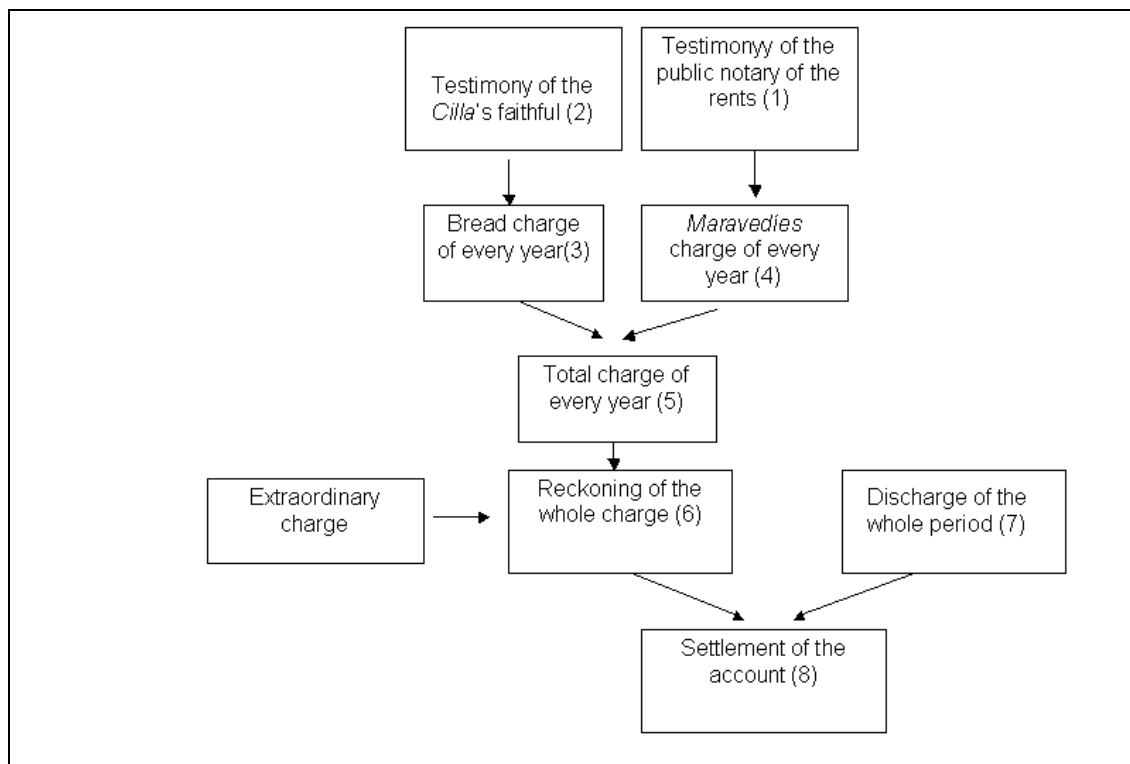 Testimony of the
Cilla's faithful (2)
Testimonyy of the
public notary of the
rents (1)
Bread charge
of every year(3)
Maravedíes
charge of every
year (4)
Total charge of
every year (5)
Extraordinary
charge
Reckoning of the
whole charge (6)
Discharge of the
whole period (7)
Settlement of the
account (8)